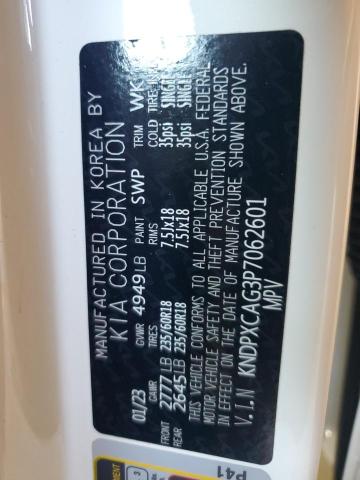 MANUFACTURED IN KOREA BY
KIA CORPORATION
01/23 GVWR 4949LB PAINT SWP TRIM WK
GAWR TIRES RIMS COLD TIRE
FRONT 2777LB 235/60R18 7.5Jx18 35psi SINGLE
REAR 2645LB 235/60R18 7.5Jx18 35psi SINGLE
THIS VEHICLE CONFORMS TO ALL APPLICABLE U.S.A. FEDERAL
MOTOR VEHICLE SAFETY AND THEFT PREVENTION STANDARDS
IN EFFECT ON THE DATE OF MANUFACTURE SHOWN ABOVE.
V.I.N KNDPXCAG3P7062601
MPV
P41